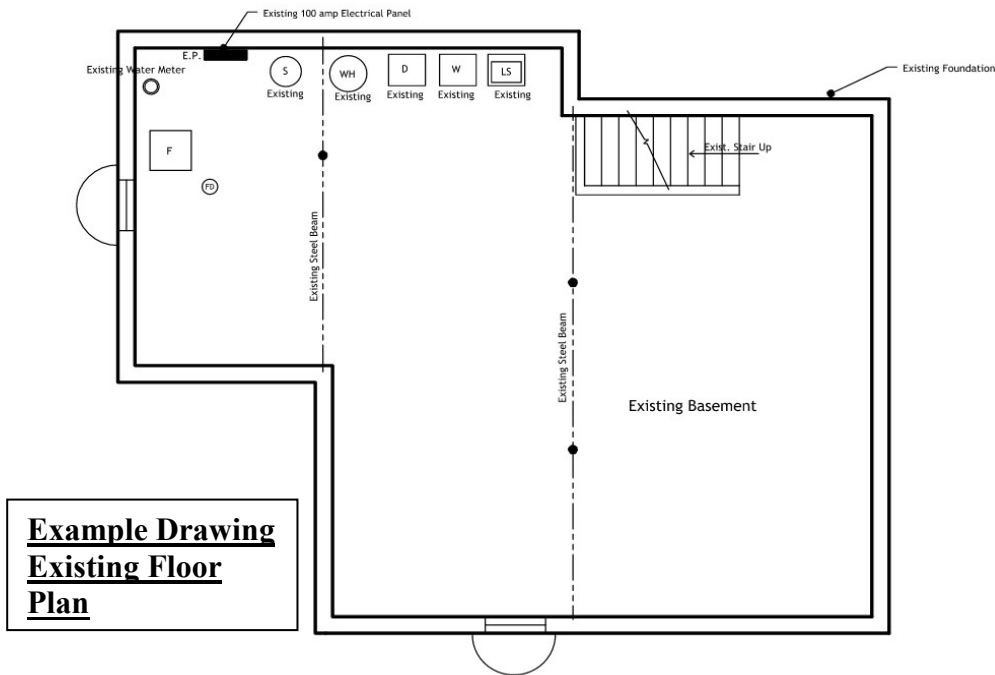 Existing 100 amp Electrical Panel
E.P.
Existing Water Meter
S
Existing
WH
Existing
D
Existing
W
Existing
LS
Existing
Existing Foundation
F
FD
Exist. Stair Up
Existing Steel Beam
Existing Steel Beam
Existing Basement
Example Drawing
Existing Floor
Plan